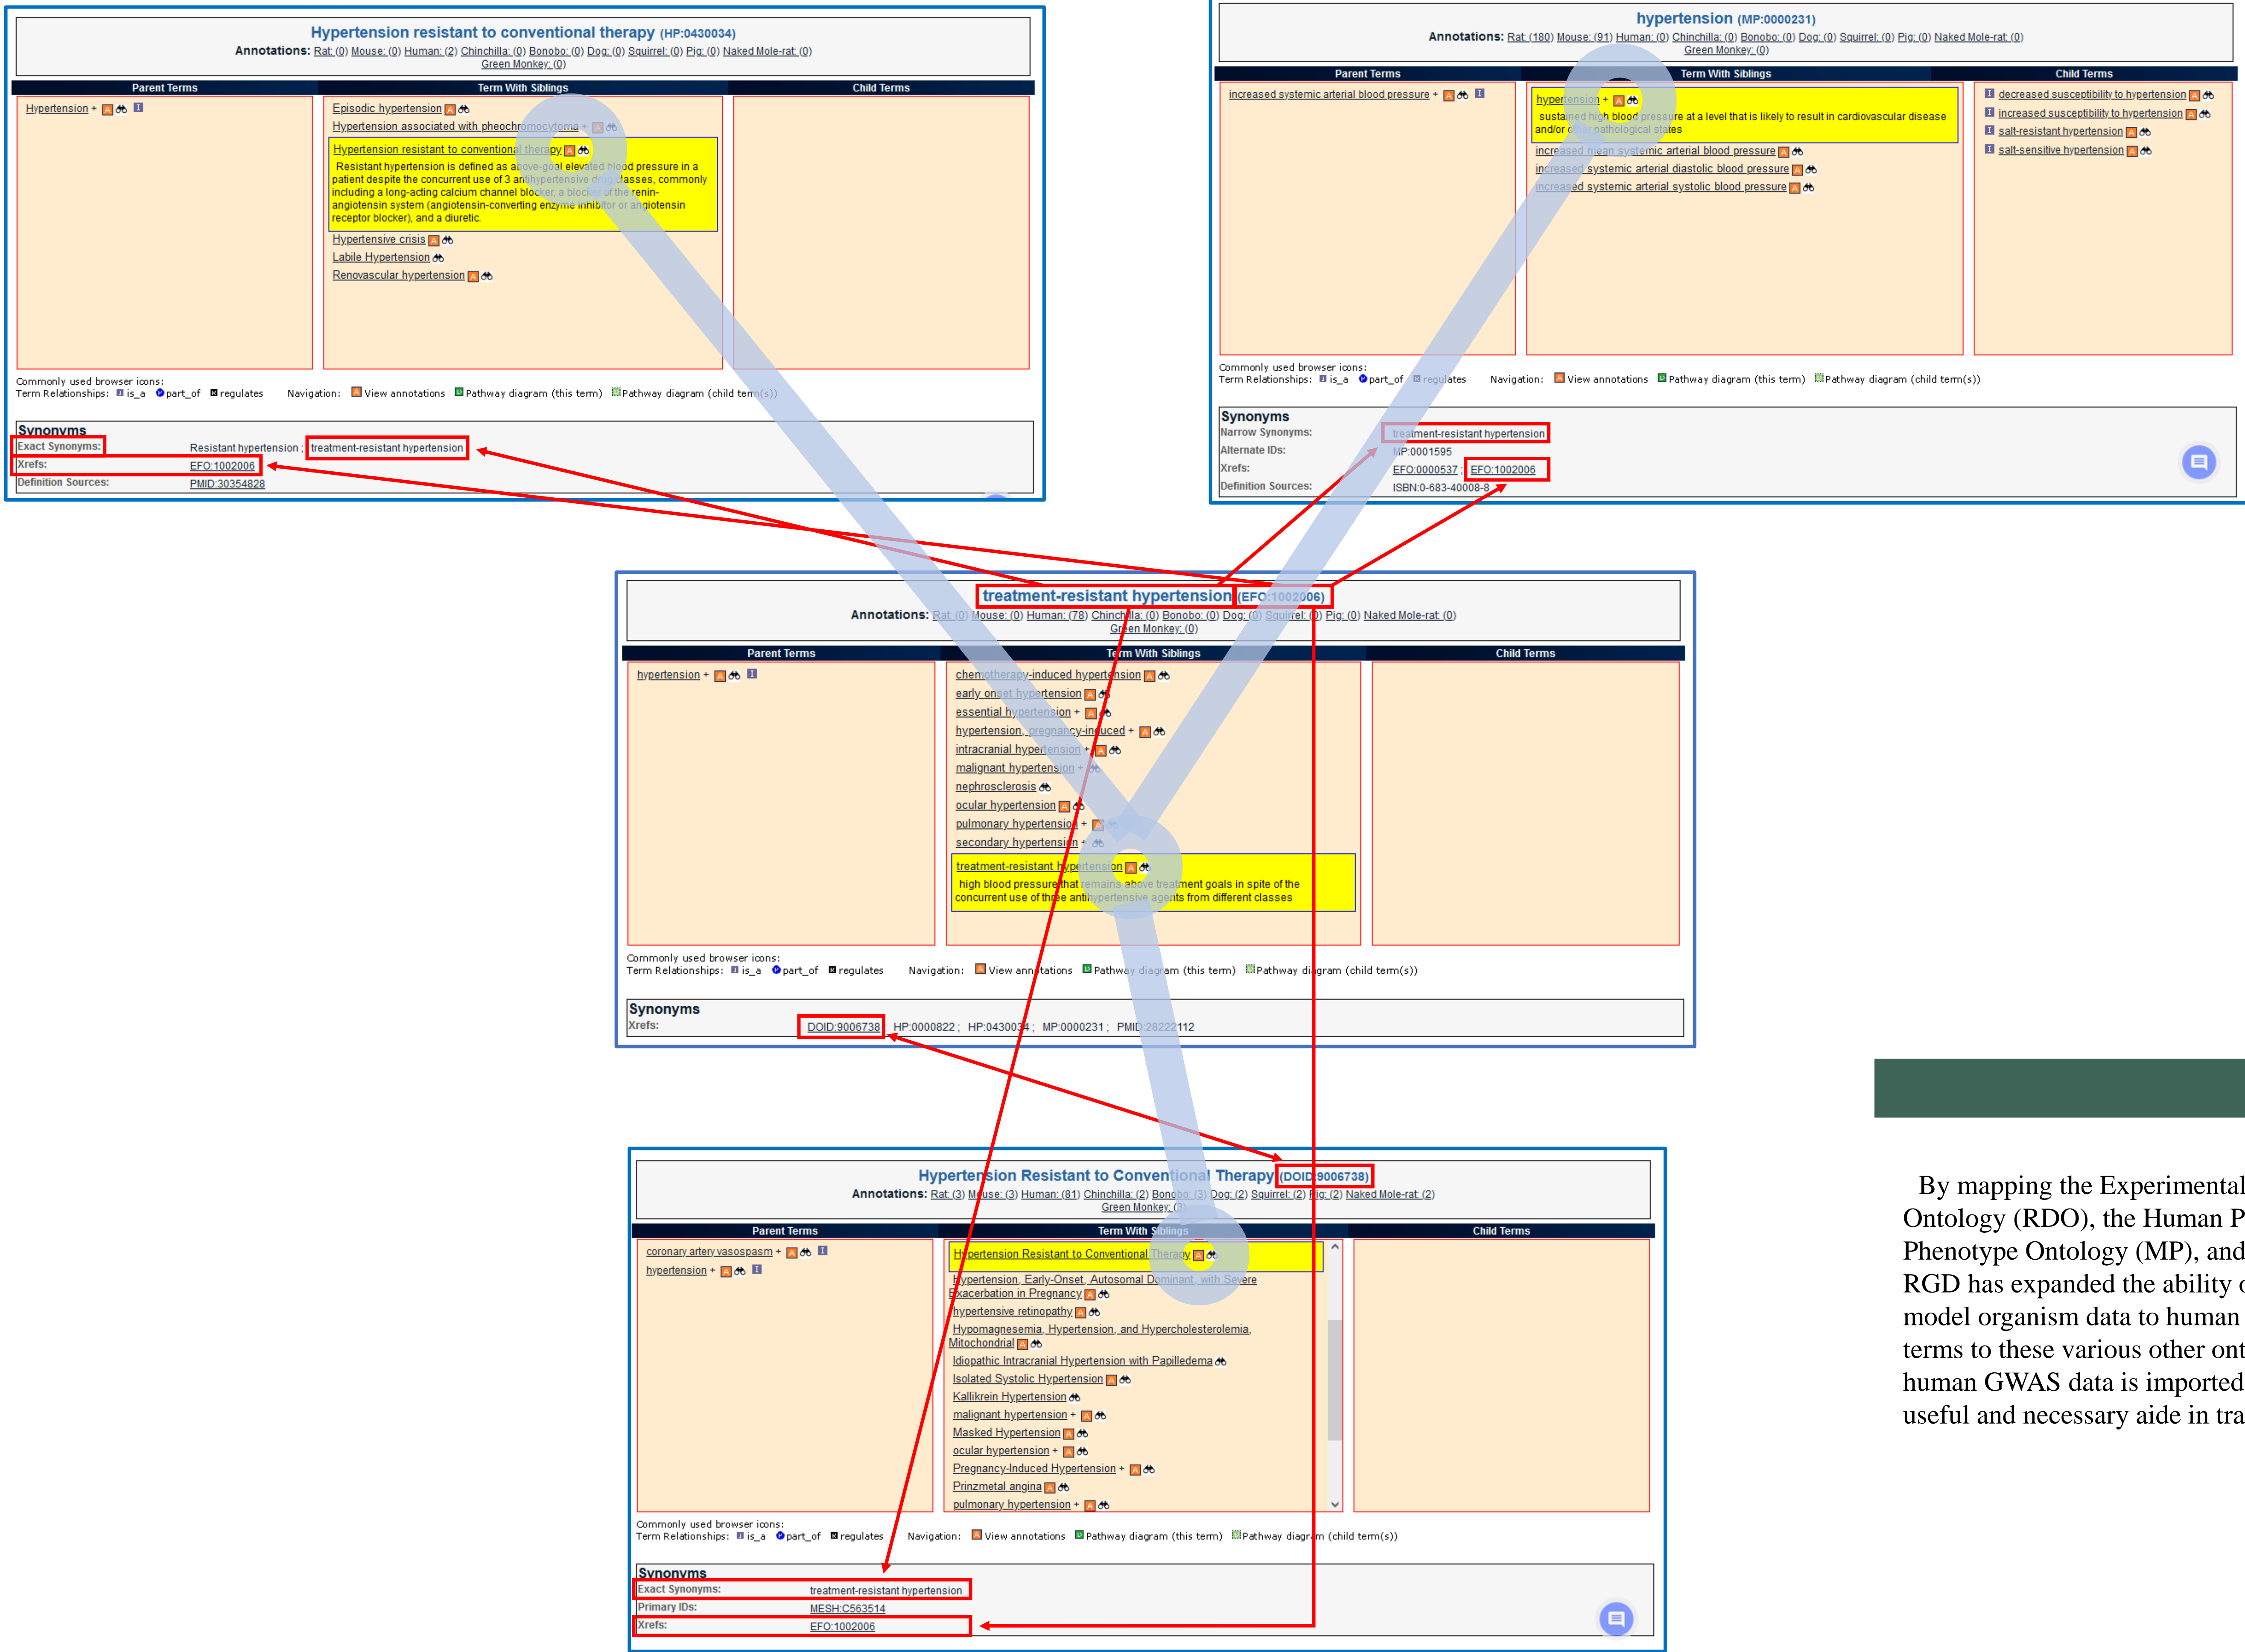 Hypertension resistant to conventional therapy (HP:0430034)
Annotations: Rat: (0) Mouse: (0) Human: (2) Chinchilla: (0) Bonobo: (0) Dog: (0) Squirrel: (0) Pig: (0) Naked Mole-rat: (0)
Green Monkey: (0)
Parent Terms
Term With Siblings
Child Terms
Hypertension +
Episodic hypertension
Hypertension associated with pheochromocytoma +
Hypertension resistant to conventional therapy
Resistant hypertension is defined as above-goal elevated blood pressure in a
patient despite the concurrent use of 3 antihypertensive drug classes, commonly
including a long-acting calcium channel blocker, a blocker of the renin-
angiotensin system (angiotensin-converting enzyme inhibitor or angiotensin
receptor blocker), and a diuretic.
Hypertensive crisis
Labile Hypertension
Renovascular hypertension
Commonly used browser icons:
Term Relationships: is_a part_of regulates Navigation: View annotations Pathway diagram (this term) Pathway diagram (child term(s))
Synonyms
Exact Synonyms: Resistant hypertension ; treatment-resistant hypertension
Xrefs: EFO:1002006
Definition Sources: PMID:30354828
hypertension (MP:0000231)
Annotations: Rat: (180) Mouse: (91) Human: (0) Chinchilla: (0) Bonobo: (0) Dog: (0) Squirrel: (0) Pig: (0) Naked Mole-rat: (0)
Green Monkey: (0)
Parent Terms
Term With Siblings
Child Terms
increased systemic arterial blood pressure +
hypertension +
sustained high blood pressure at a level that is likely to result in cardiovascular disease
and/or other pathological states
increased mean systemic arterial blood pressure
increased systemic arterial diastolic blood pressure
increased systemic arterial systolic blood pressure
decreased susceptibility to hypertension
increased susceptibility to hypertension
salt-resistant hypertension
salt-sensitive hypertension
Commonly used browser icons:
Term Relationships: is_a part_of regulates Navigation: View annotations Pathway diagram (this term) Pathway diagram (child term(s))
Synonyms
Narrow Synonyms: treatment-resistant hypertension
Alternate IDs: MP:0001595
Xrefs: EFO:0000537 ; EFO:1002006
Definition Sources: ISBN:0-683-40008-8
treatment-resistant hypertension (EFO:1002006)
Annotations: Rat: (0) Mouse: (0) Human: (78) Chinchilla: (0) Bonobo: (0) Dog: (0) Squirrel: (0) Pig: (0) Naked Mole-rat: (0)
Green Monkey: (0)
Parent Terms
Term With Siblings
Child Terms
hypertension +
chemotherapy-induced hypertension
early onset hypertension
essential hypertension +
hypertension, pregnancy-induced +
intracranial hypertension +
malignant hypertension +
nephrosclerosis
ocular hypertension
pulmonary hypertension +
secondary hypertension +
treatment-resistant hypertension
high blood pressure that remains above treatment goals in spite of the
concurrent use of three antihypertensive agents from different classes
Commonly used browser icons:
Term Relationships: is_a part_of regulates Navigation: View annotations Pathway diagram (this term) Pathway diagram (child term(s))
Synonyms
Xrefs: DOID:9006738 HP:0000822 ; HP:0430034 ; MP:0000231 ; PMID:28222112
Hypertension Resistant to Conventional Therapy (DOID:9006738)
Annotations: Rat: (3) Mouse: (3) Human: (81) Chinchilla: (2) Bonobo: (3) Dog: (2) Squirrel: (2) Pig: (2) Naked Mole-rat: (2)
Green Monkey: (3)
Parent Terms
Term With Siblings
Child Terms
coronary artery vasospasm +
hypertension +
Hypertension Resistant to Conventional Therapy
Hypertension, Early-Onset, Autosomal Dominant, with Severe
Exacerbation in Pregnancy
hypertensive retinopathy
Hypomagnesemia, Hypertension, and Hypercholesterolemia,
Mitochondrial
Idiopathic Intracranial Hypertension with Papilledema
Isolated Systolic Hypertension
Kallikrein Hypertension
malignant hypertension +
Masked Hypertension
ocular hypertension +
Pregnancy-Induced Hypertension +
Prinzmetal angina
pulmonary hypertension +
Commonly used browser icons:
Term Relationships: is_a part_of regulates Navigation: View annotations Pathway diagram (this term) Pathway diagram (child term(s))
Synonyms
Exact Synonyms: treatment-resistant hypertension
Primary IDs: MESH:C563514
Xrefs: EFO:1002006
By mapping the Experimental
Ontology (RDO), the Human P
Phenotype Ontology (MP), and
RGD has expanded the ability o
model organism data to human
terms to these various other ont
human GWAS data is imported
useful and necessary aide in tra